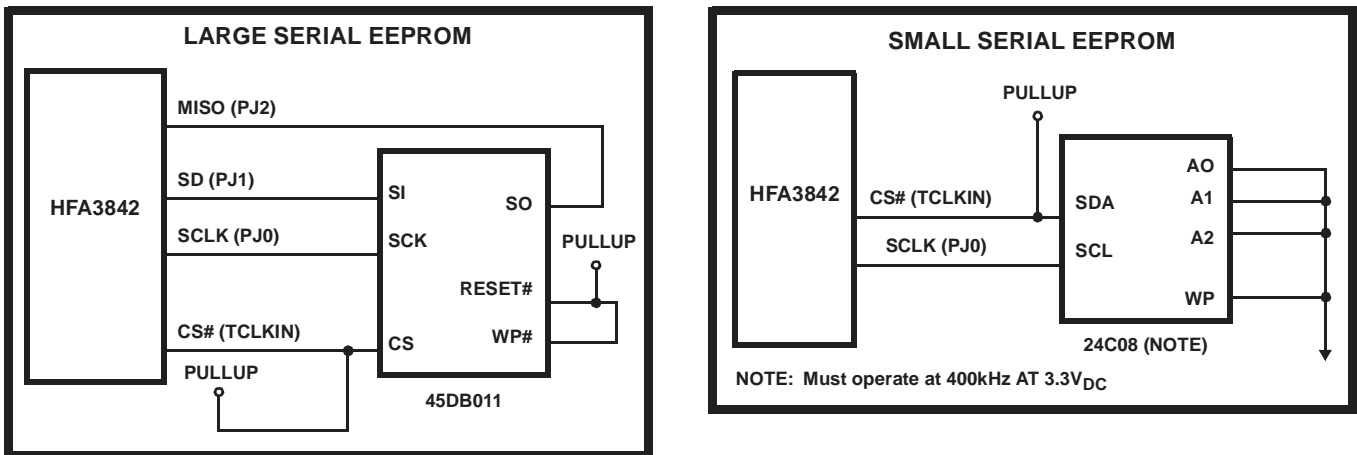 LARGE SERIAL EEPROM
HFA3842
MISO (PJ2)
SD (PJ1)
SCLK (PJ0)
CS# (TCLKIN)
PULLUP
SI
SCK
CS
SO
RESET#
WP#
PULLUP
45DB011
SMALL SERIAL EEPROM
HFA3842
PULLUP
CS# (TCLKIN)
SCLK (PJ0)
SDA
SCL
AO
A1
A2
WP
24C08 (NOTE)
NOTE: Must operate at 400kHz AT 3.3VDC